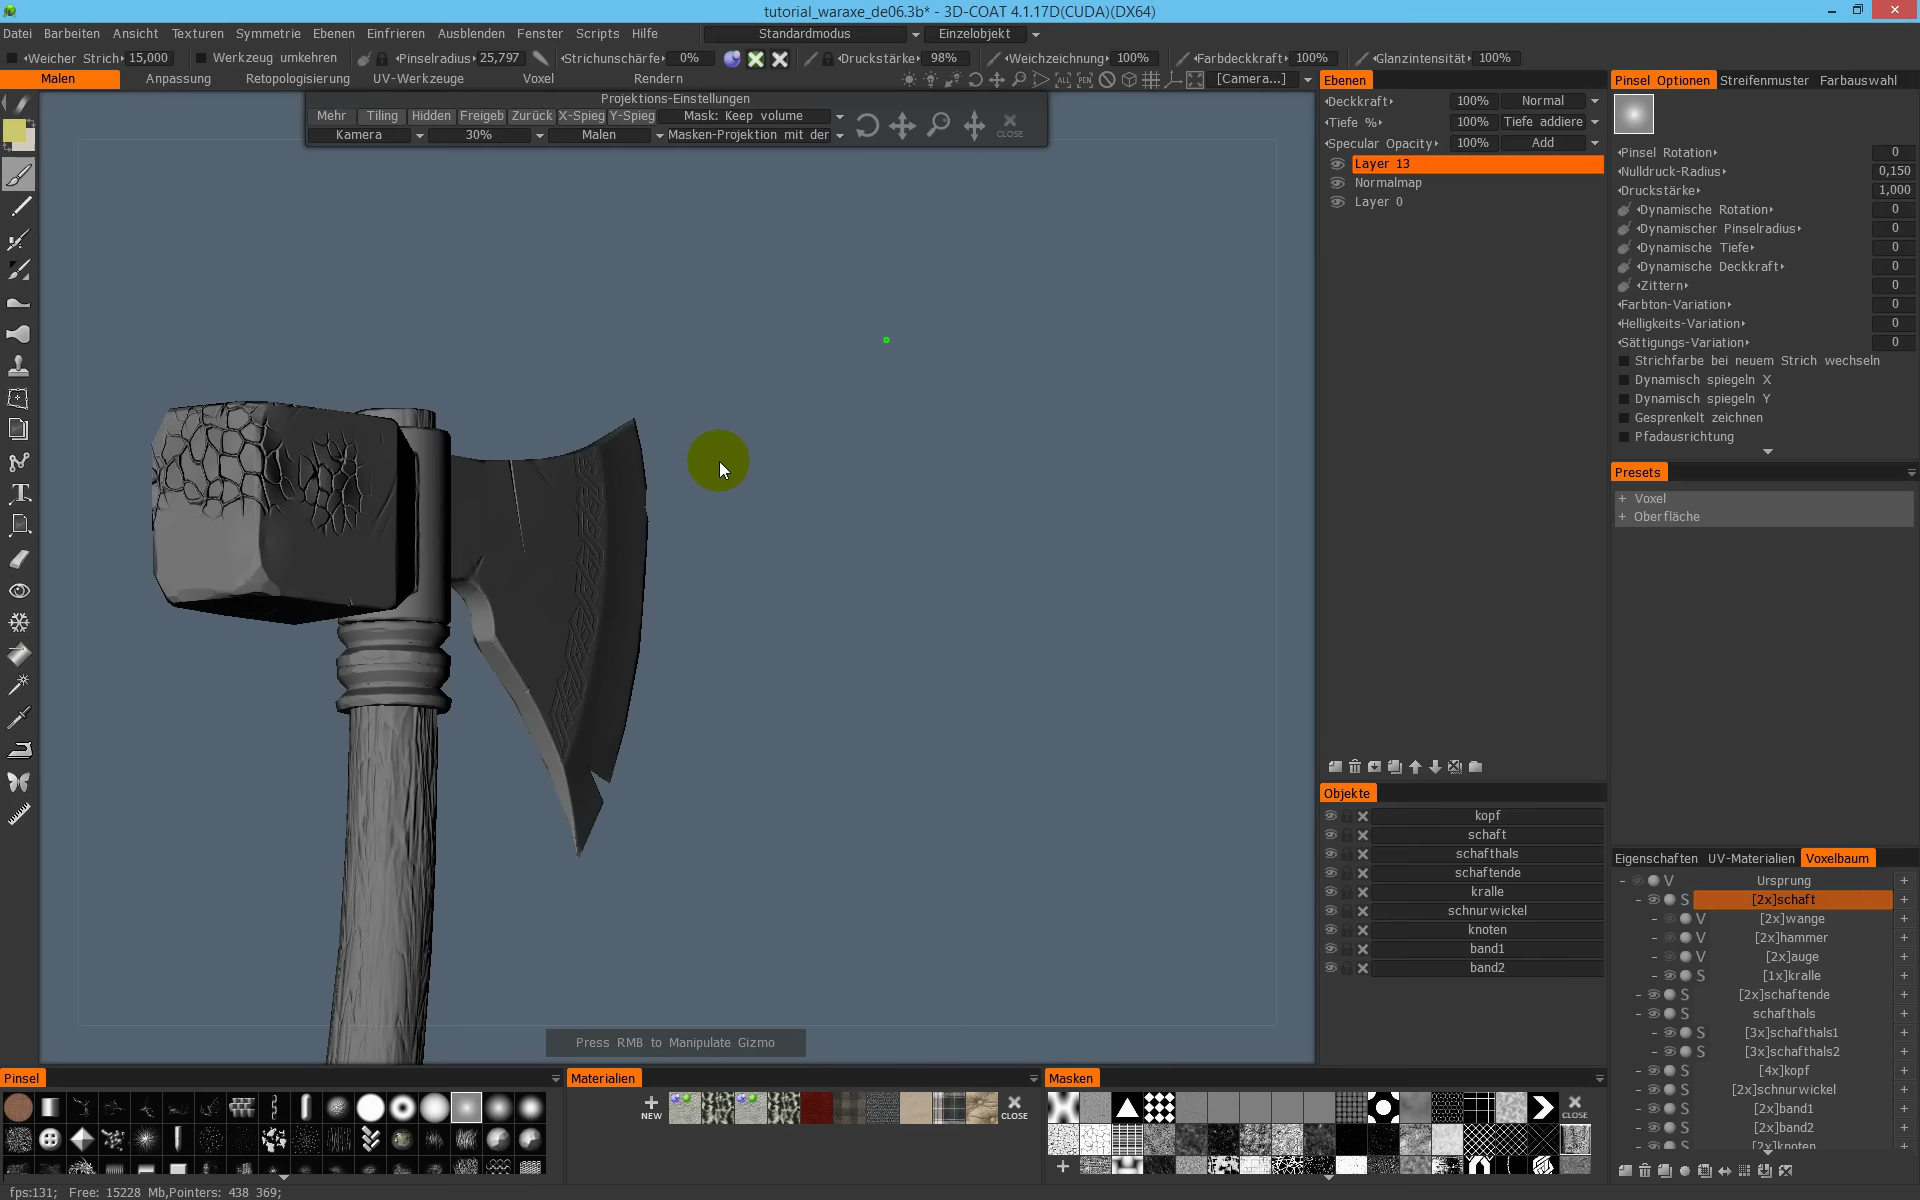 tutorial_waraxe_de06.3b* - 3D-COAT 4.1.17D(CUDA)(DX64)
Datei Barbeiten Ansicht Texturen Symmetrie Ebenen Einfrieren Ausblenden Fenster Scripts Hilfe Standardmodus Einzelobjekt
Weicher Strich 15,000 Werkzeug umkehren Pinselradius 25,797 Strichunschärfe 0% Druckstärke 98% Weichzeichnung 100% Farbdeckkraft 100% Glanzintensität 100%
Malen Anpassung Retopologisierung UV-Werkzeuge Voxel Rendern [Camera...]
Projektions-Einstellungen
Mehr Tiling Hidden Freigeb Zurück X-Spieg Y-Spieg Mask: Keep volume
Kamera 30% Malen Masken-Projektion mit der CLOSE
Ebenen
Deckkraft 100% Normal
Tiefe % 100% Tiefe addiere
Specular Opacity 100% Add
Layer 13
Normalmap
Layer 0
Pinsel Optionen Streifenmuster Farbauswahl
Pinsel Rotation 0
Nulldruck-Radius 0,150
Druckstärke 1,000
Dynamische Rotation 0
Dynamischer Pinselradius 0
Dynamische Tiefe 0
Dynamische Deckkraft 0
Zittern 0
Farbton-Variation 0
Helligkeits-Variation 0
Sättigungs-Variation 0
Strichfarbe bei neuem Strich wechseln
Dynamisch spiegeln X
Dynamisch spiegeln Y
Gesprenkelt zeichnen
Pfadausrichtung
Presets
+ Voxel
+ Oberfläche
Objekte
kopf
schaft
schafthals
schaftende
kralle
schnurwickel
knoten
band1
band2
Eigenschaften UV-Materialien Voxelbaum
- V Ursprung +
- S [2x]schaft +
- V [2x]wange +
- V [2x]hammer +
- V [2x]auge +
- S [1x]kralle +
- S [2x]schaftende +
- S schafthals +
- S [3x]schafthals1 +
- S [3x]schafthals2 +
- S [4x]kopf +
- S [2x]schnurwickel +
- S [2x]band1 +
- S [2x]band2 +
- S [2x]knoten +
Press RMB to Manipulate Gizmo
Pinsel
Materialien
NEW CLOSE
Masken
CLOSE
fps:131; Free: 15228 Mb,Pointers: 438 369;